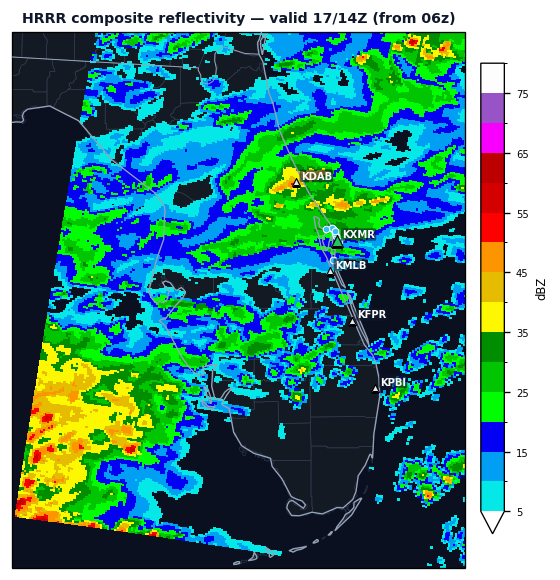 HRRR composite reflectivity — valid 17/14Z (from 06z)
KDAB
KXMR
KMLB
KFPR
KPBI
75
65
55
45
35
25
15
5
dBZ